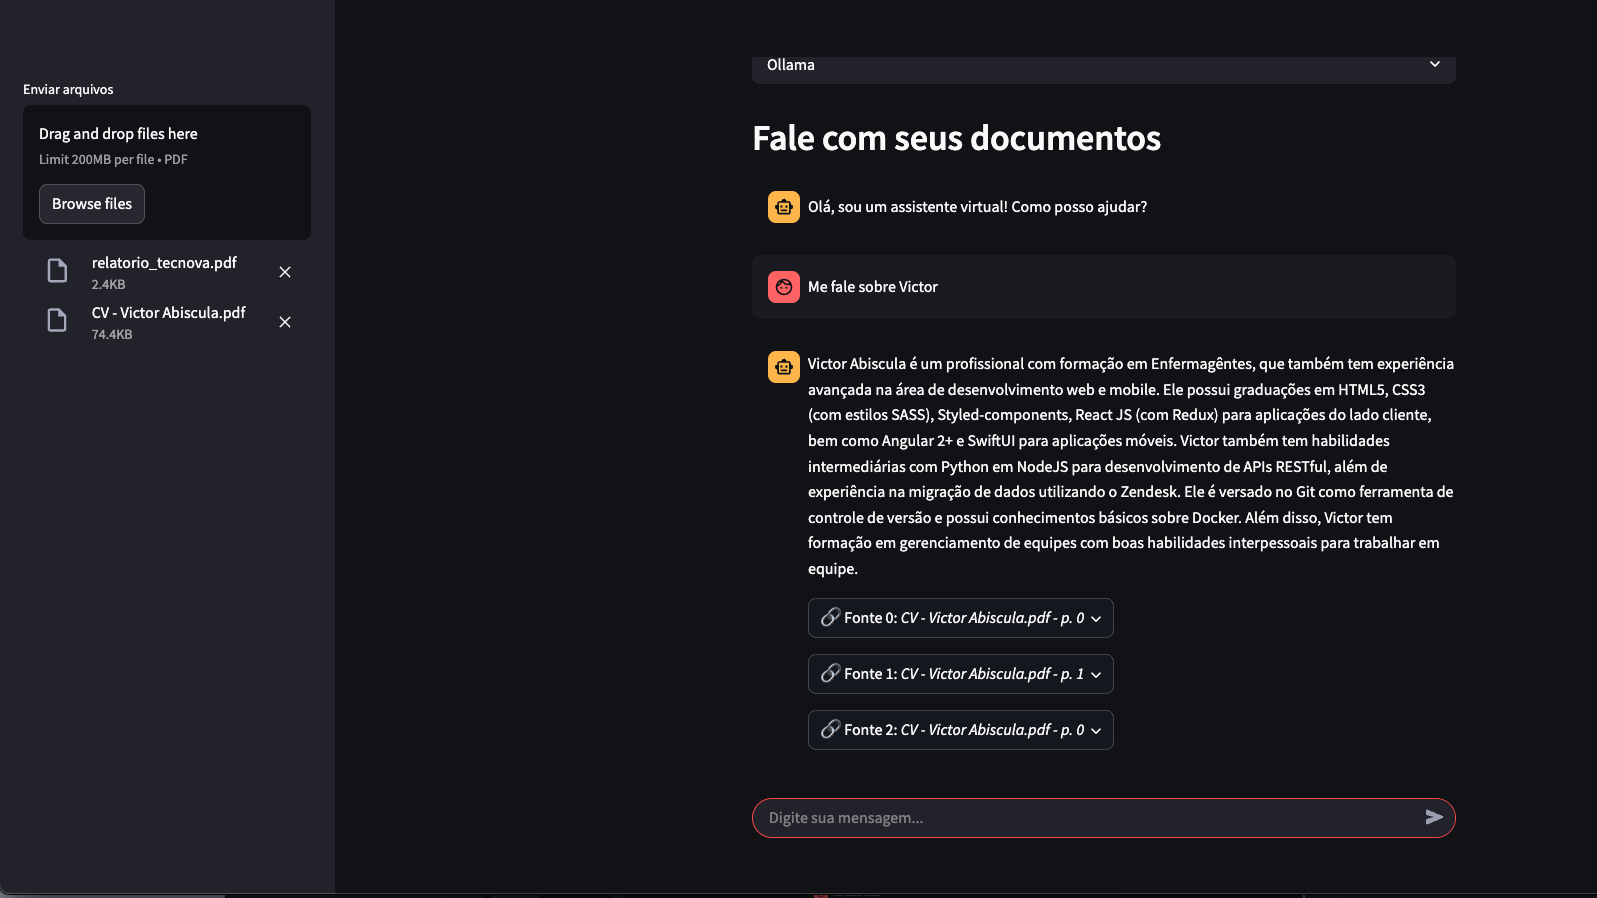 Enviar arquivos
Drag and drop files here
Limit 200MB per file • PDF
Browse files
relatorio_tecnova.pdf
2.4KB
CV - Victor Abiscula.pdf
74.4KB
Ollama
Fale com seus documentos
Olá, sou um assistente virtual! Como posso ajudar?
Me fale sobre Victor
Victor Abiscula é um profissional com formação em Enfermagêntes, que também tem experiência
avançada na área de desenvolvimento web e mobile. Ele possui graduações em HTML5, CSS3
(com estilos SASS), Styled-components, React JS (com Redux) para aplicações do lado cliente,
bem como Angular 2+ e SwiftUI para aplicações móveis. Victor também tem habilidades
intermediárias com Python em NodeJS para desenvolvimento de APIs RESTful, além de
experiência na migração de dados utilizando o Zendesk. Ele é versado no Git como ferramenta de
controle de versão e possui conhecimentos básicos sobre Docker. Além disso, Victor tem
formação em gerenciamento de equipes com boas habilidades interpessoais para trabalhar em
equipe.
Fonte 0: CV - Victor Abiscula.pdf - p. 0
Fonte 1: CV - Victor Abiscula.pdf - p. 1
Fonte 2: CV - Victor Abiscula.pdf - p. 0
Digite sua mensagem...